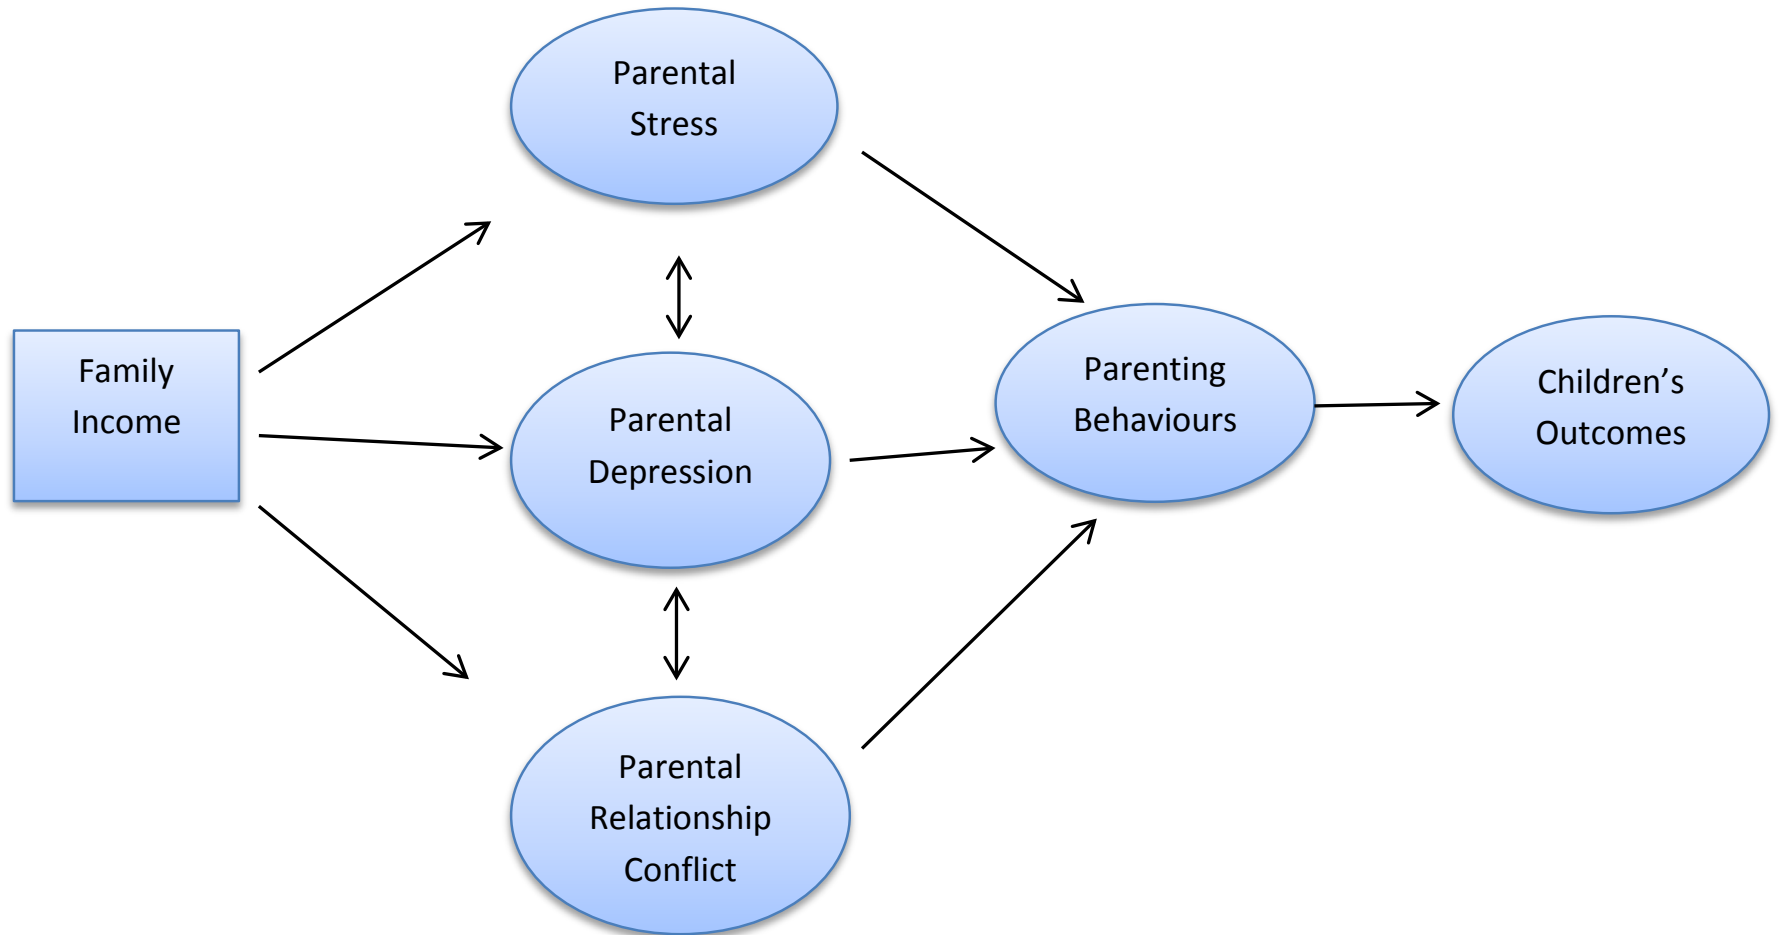 Parental
Stress
Family
Income
Parental
Depression
Parenting
Behaviours
Children’s
Outcomes
Parental
Relationship
Conflict